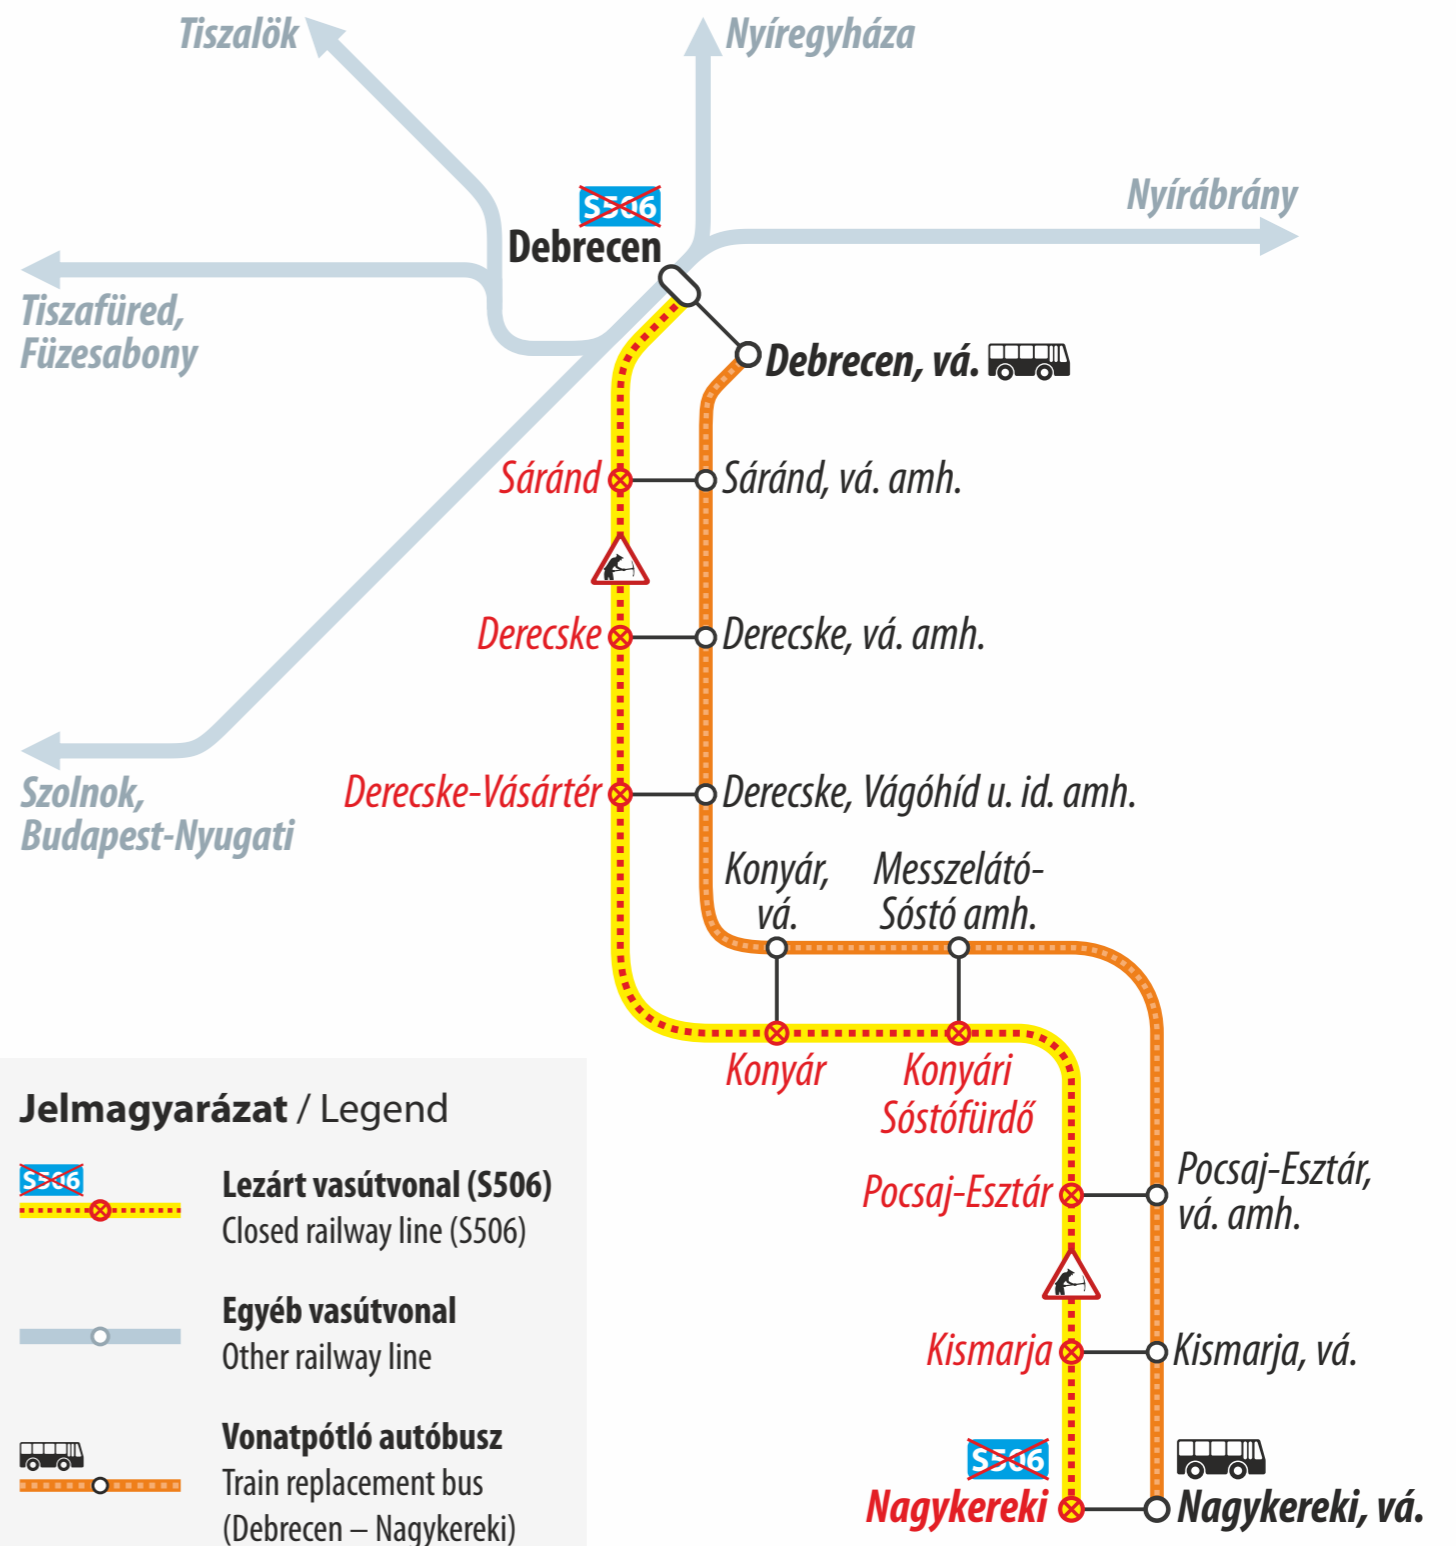 Tiszalök
Nyíregyháza
S506
Debrecen
Nyírábrány
Tiszafüred,
Füzesabony
Debrecen, vá.
Sáránd
Sáránd, vá. amh.
Derecske
Derecske, vá. amh.
Szolnok,
Budapest-Nyugati
Derecske-Vásártér
Derecske, Vágóhíd u. id. amh.
Konyár,
vá.
Messzelátó-
Sóstó amh.
Konyár
Konyári
Sóstófürdő
Pocsaj-Esztár
Pocsaj-Esztár,
vá. amh.
Kismarja
Kismarja, vá.
S506
Nagykereki
Nagykereki, vá.
Jelmagyarázat / Legend
S506
Lezárt vasútvonal (S506)
Closed railway line (S506)
Egyéb vasútvonal
Other railway line
Vonatpótló autóbusz
Train replacement bus
(Debrecen – Nagykereki)